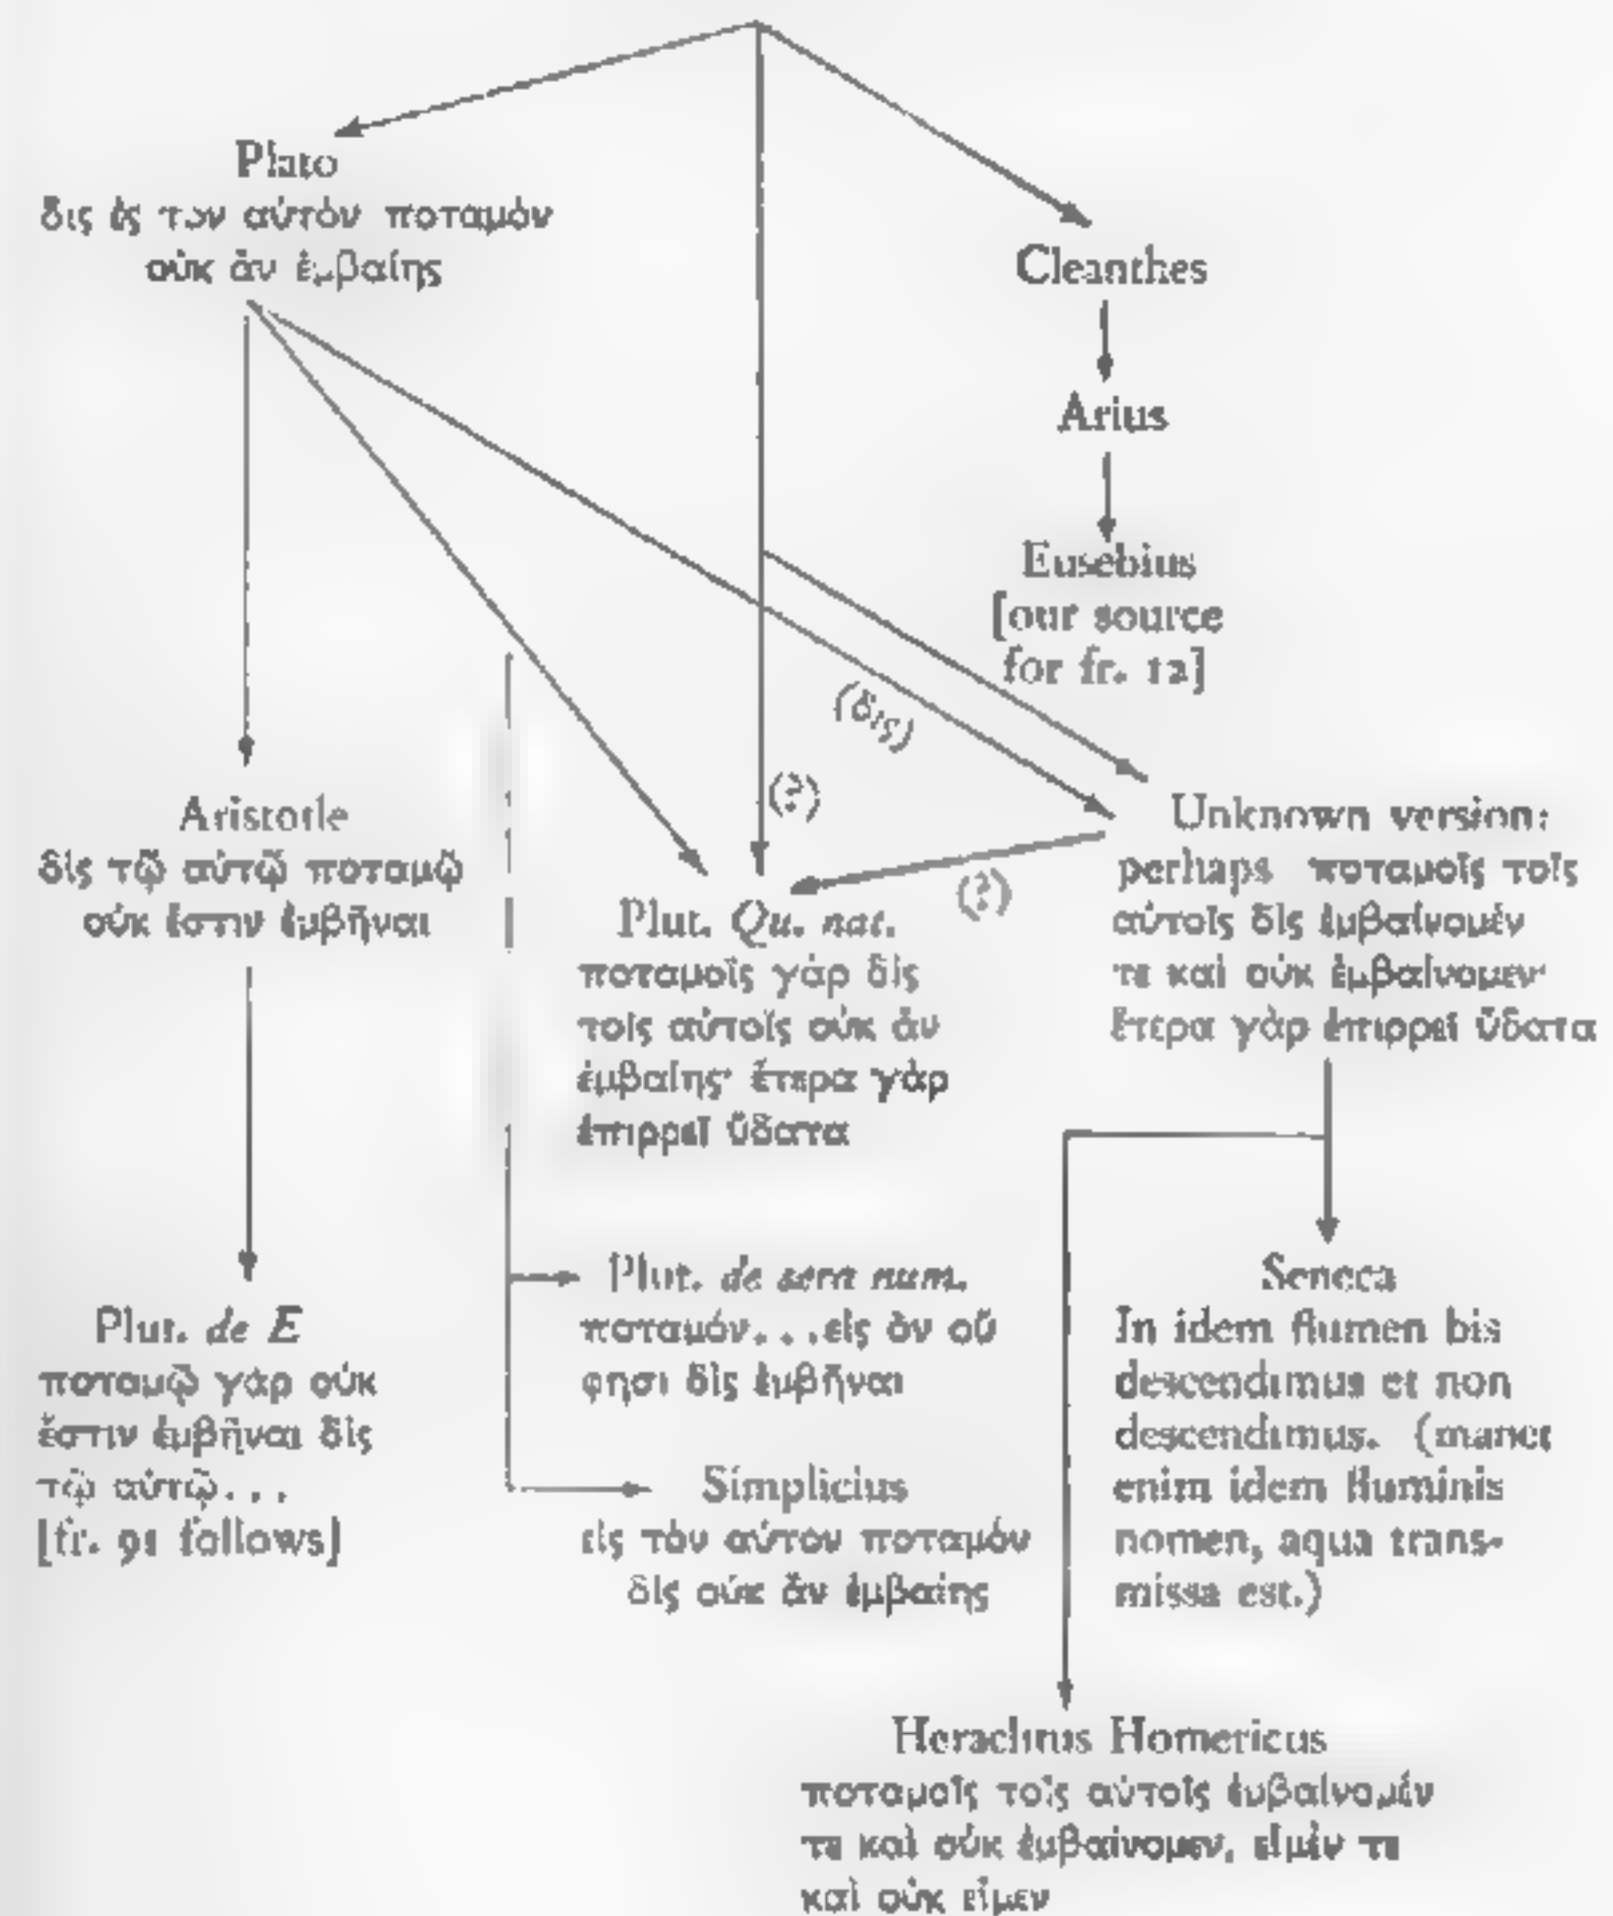 Plato
δις ἐς τον αὐτὸν ποταμὸν
οὐκ ἂν ἐμβαίης
Cleanthes
Arius
Eusebius
[our source
for fr. 12]
(δις)
(?)
Aristotle
δὶς τῷ αὐτῷ ποταμῷ
οὐκ ἔστιν ἐμβῆναι
(?)
Plut. Qu. nat.
ποταμοῖς γὰρ δὶς
τοῖς αὐτοῖς οὐκ ἂν
ἐμβαίης· ἕτερα γὰρ
ἐπιρρεῖ ὕδατα
Unknown version:
perhaps ποταμοῖς τοῖς
αὐτοῖς δὶς ἐμβαίνομέν
τε καὶ οὐκ ἐμβαίνομεν·
ἕτερα γὰρ ἐπιρρεῖ ὕδατα
Plut. de E
ποταμῷ γὰρ οὐκ
ἔστιν ἐμβῆναι δὶς
τῷ αὐτῷ...
[fr. 91 follows]
Plut. de sera num.
ποταμόν...εἰς ὃν οὔ
φησι δὶς ἐμβῆναι
Simplicius
εἰς τὸν αὐτον ποταμὸν
δὶς οὐκ ἂν ἐμβαίης
Seneca
In idem flumen bis
descendimus et non
descendimus. (manet
enim idem fluminis
nomen, aqua trans-
missa est.)
Heraclitus Homericus
ποταμοῖς τοῖς αὐτοῖς ἐμβαίνομέν
τε καὶ οὐκ ἐμβαίνομεν, εἶμέν τε
καὶ οὐκ εἶμεν